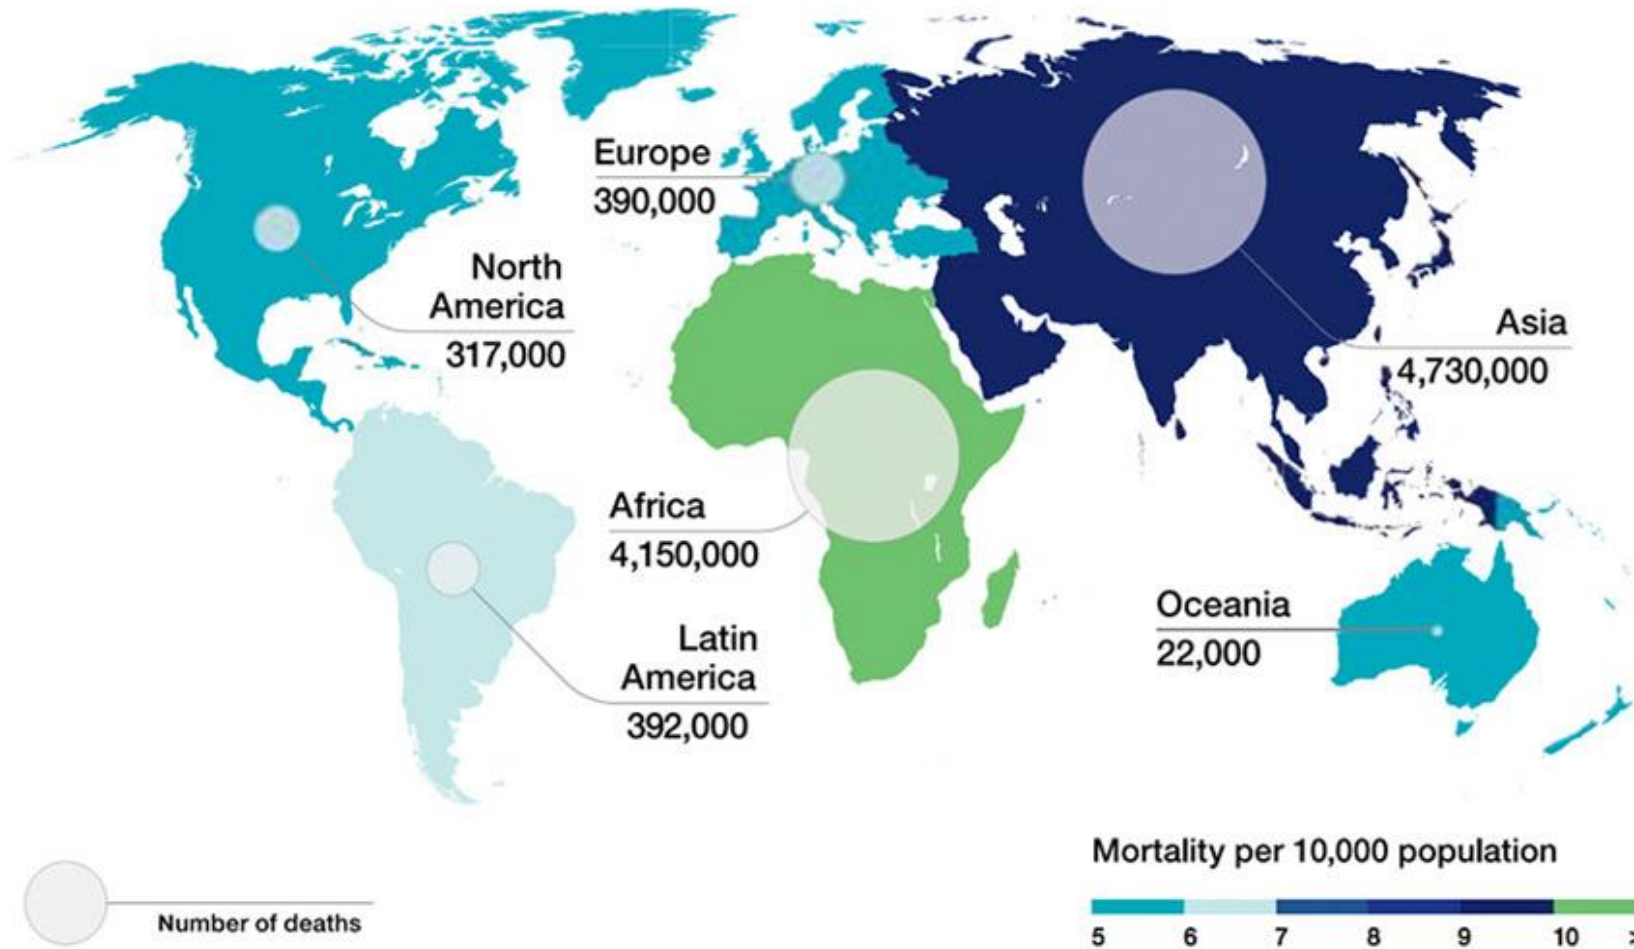 Europe
390,000
North
America
317,000
Asia
4,730,000
Africa
4,150,000
Oceania
22,000
Latin
America
392,000
Mortality per 10,000 population
Number of deaths
5 6 7 8 9 10 >